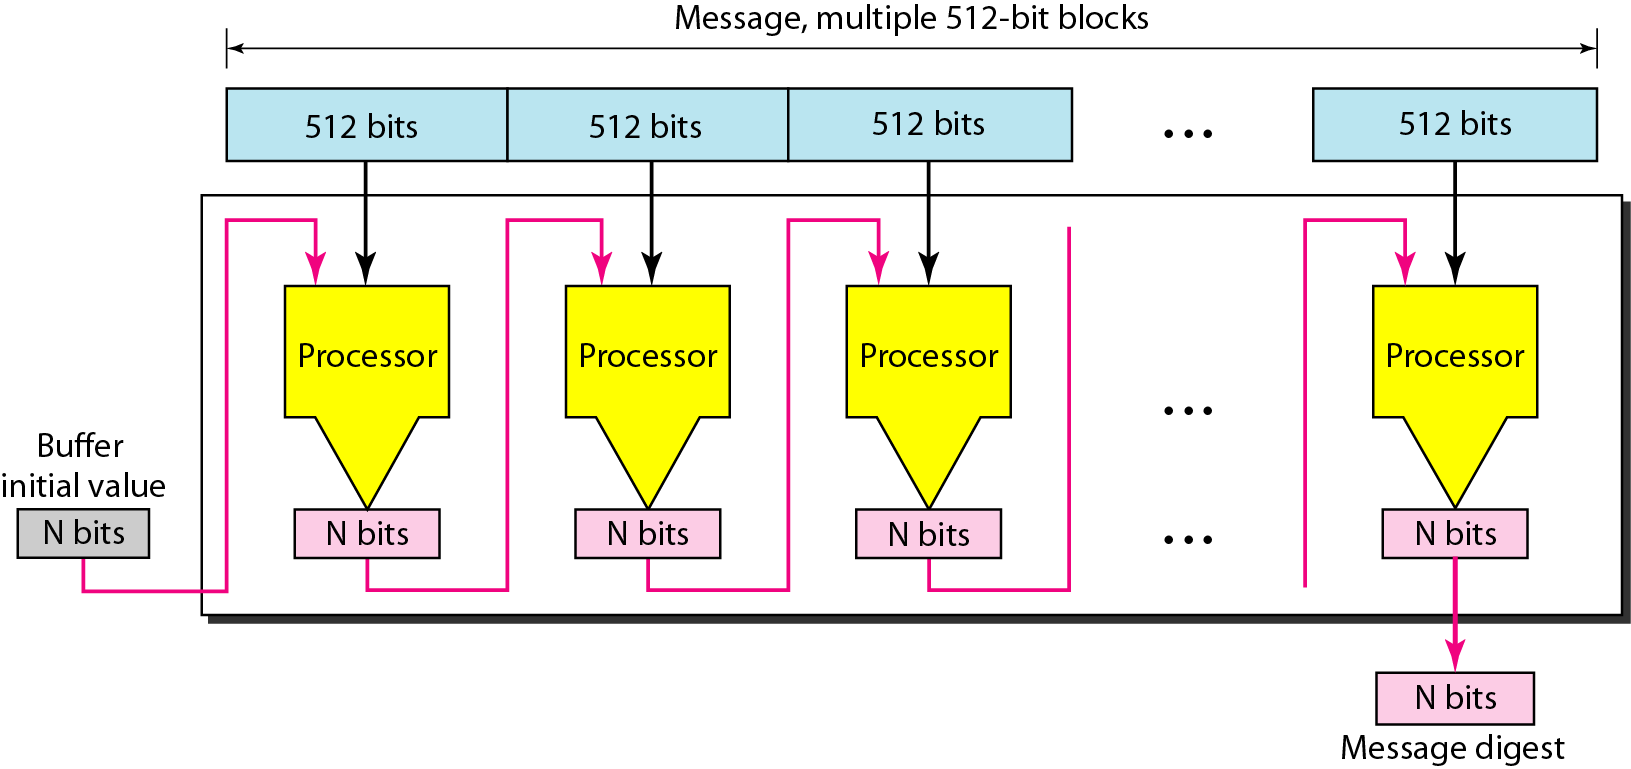 Message, multiple 512-bit blocks
512 bits
512 bits
512 bits
...
512 bits
Processor
Processor
Processor
...
Processor
Buffer
initial value
N bits
N bits
N bits
N bits
...
N bits
N bits
Message digest